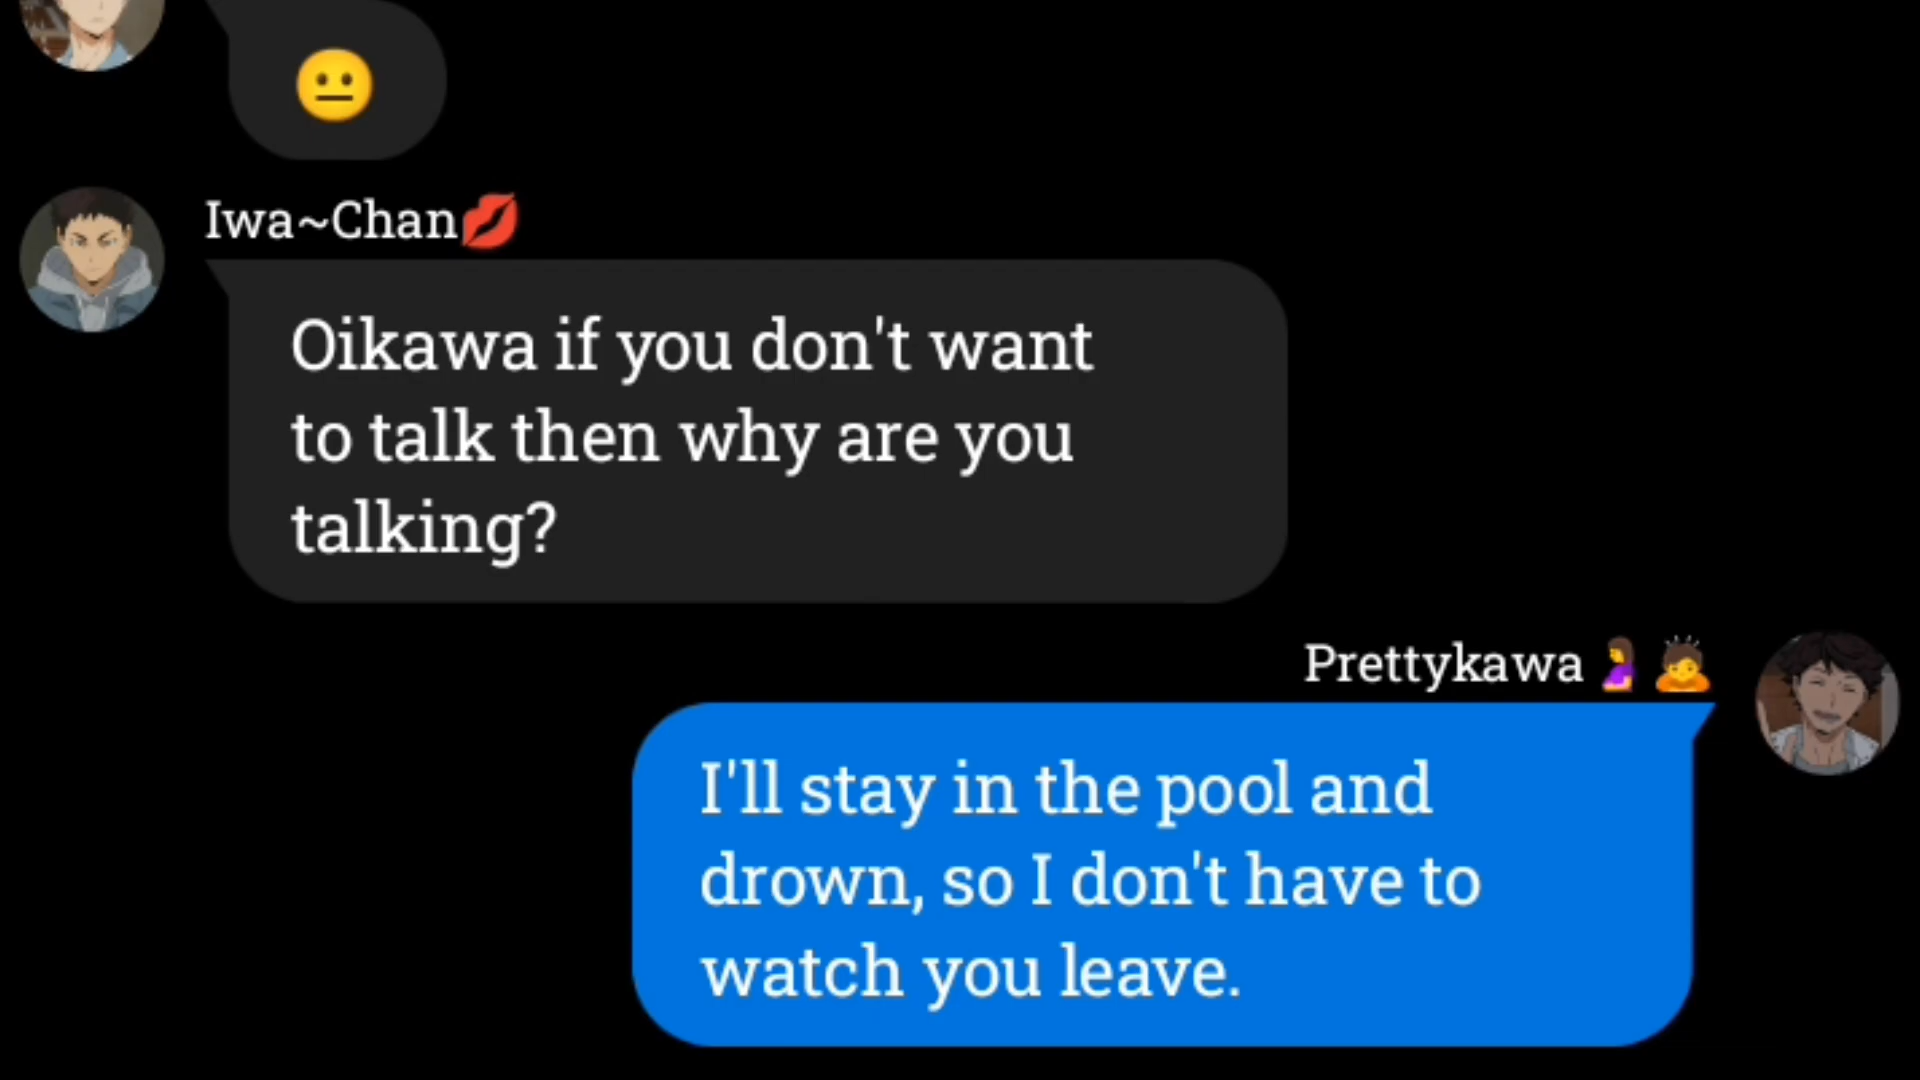 😐
Iwa~Chan💋
Oikawa if you don't want
to talk then why are you
talking?
Prettykawa🤰🙇
I'll stay in the pool and
drown, so I don't have to
watch you leave.